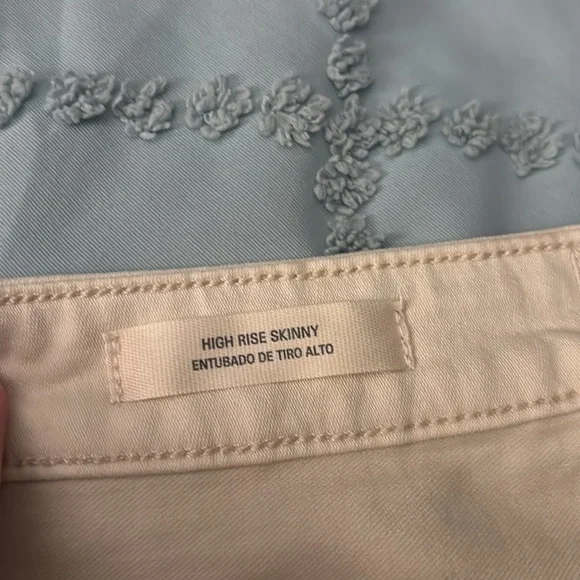 HIGH RISE SKINNY
ENTUBADO DE TIRO ALTO